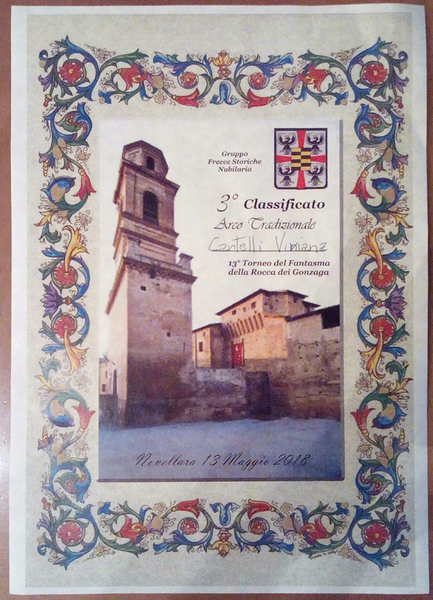 Gruppo
Frecce Storiche
Nubilaria
3° Classificato
Arco Tradizionale
Cantelli Viviana
13° Torneo del Fantasma
della Rocca dei Gonzaga
Novellara 13 Maggio 2018